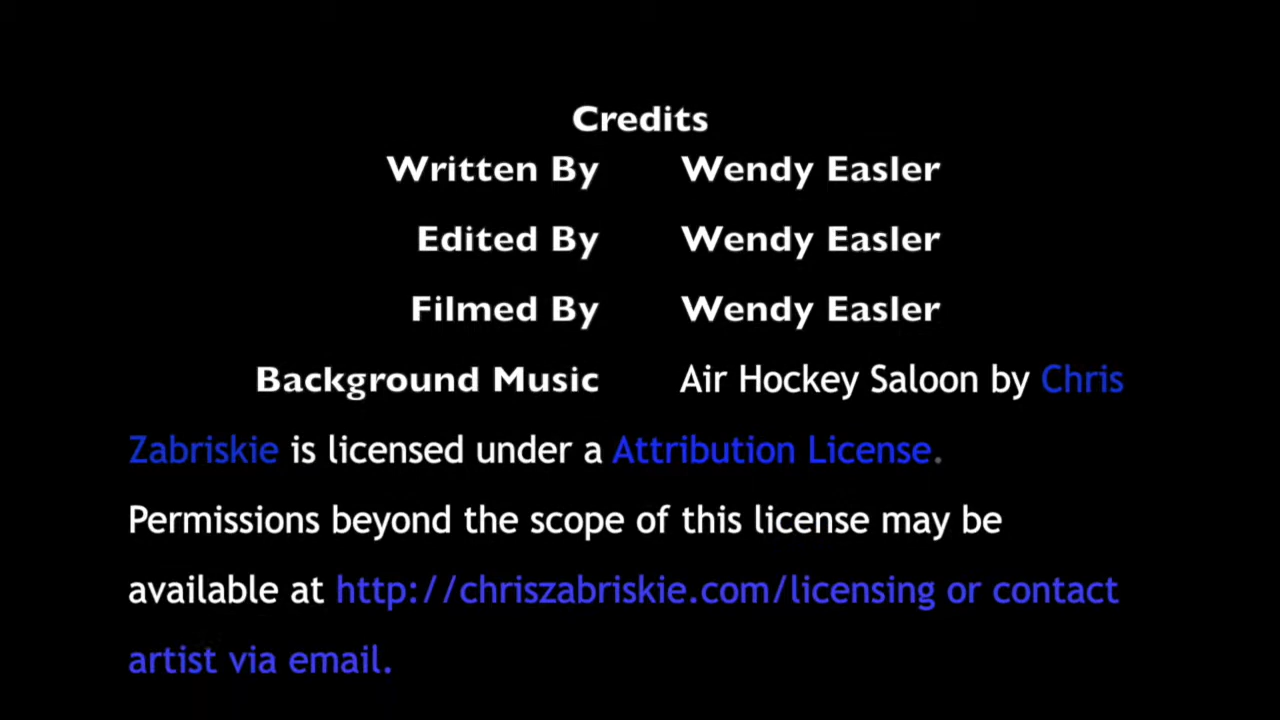 Credits
Written By Wendy Easler
Edited By Wendy Easler
Filmed By Wendy Easler
Background Music Air Hockey Saloon by Chris
Zabriskie is licensed under a Attribution License.
Permissions beyond the scope of this license may be
available at http://chriszabriskie.com/licensing or contact
artist via email.